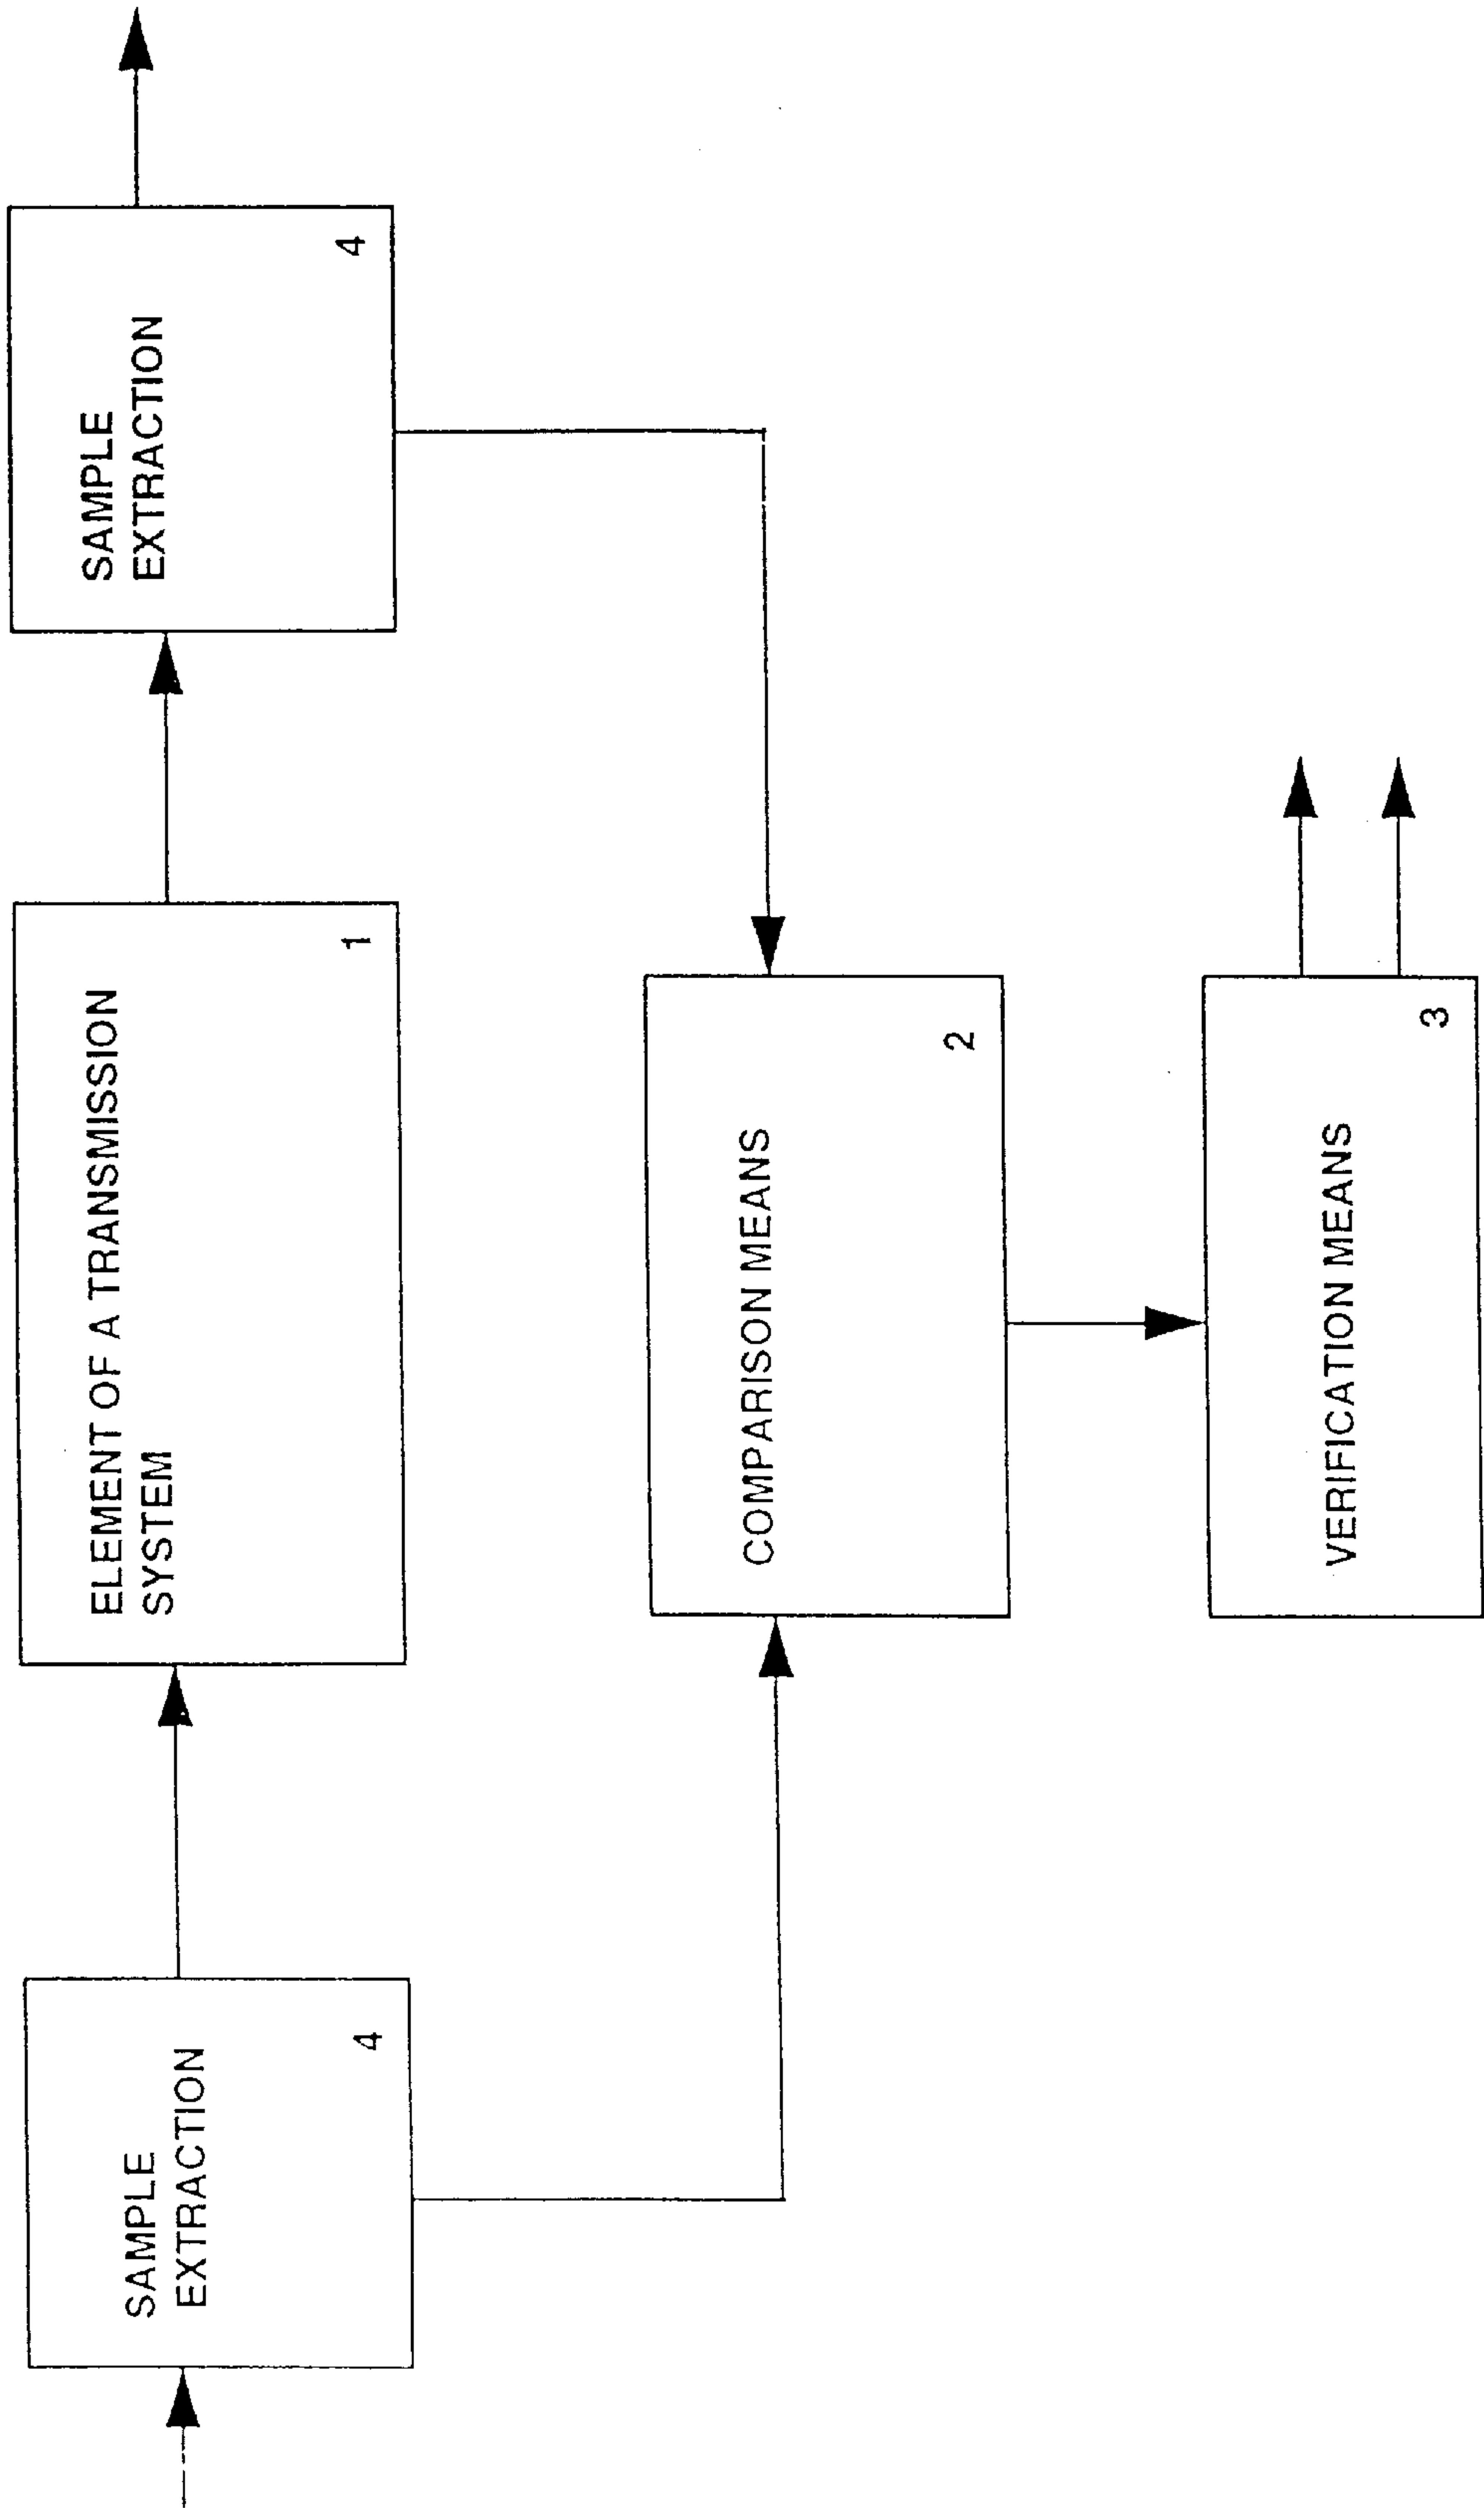 SAMPLE
EXTRACTION
4
ELEMENT OF A TRANSMISSION
SYSTEM
1
SAMPLE
EXTRACTION
4
COMPARISON MEANS
2
VERIFICATION MEANS
3